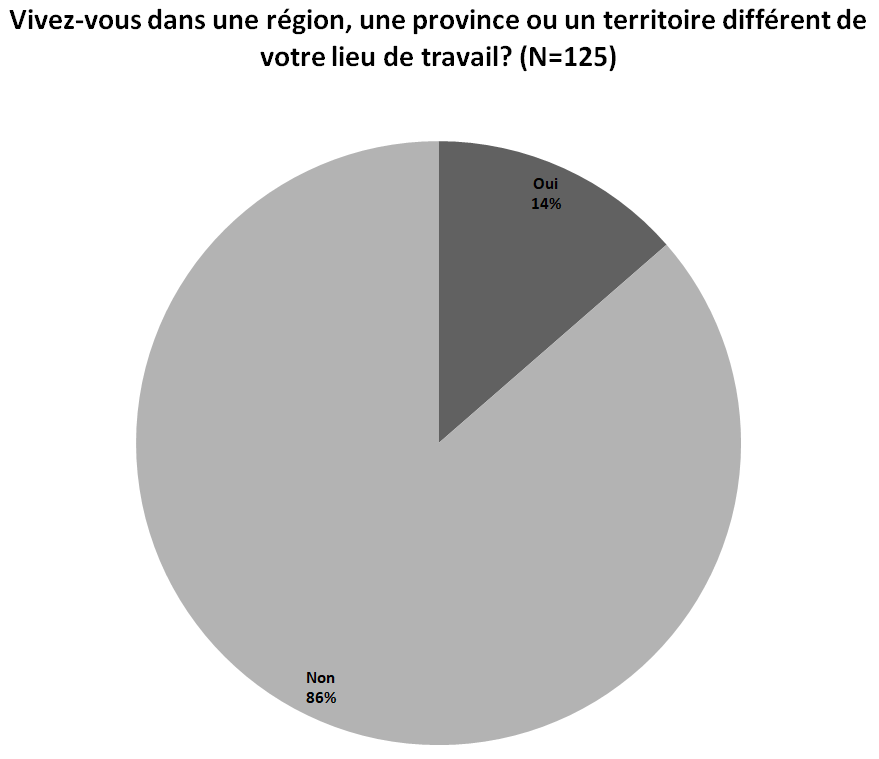 Vivez-vous dans une région, une province ou un territoire différent de
votre lieu de travail? (N=125)
Oui
14%
Non
86%